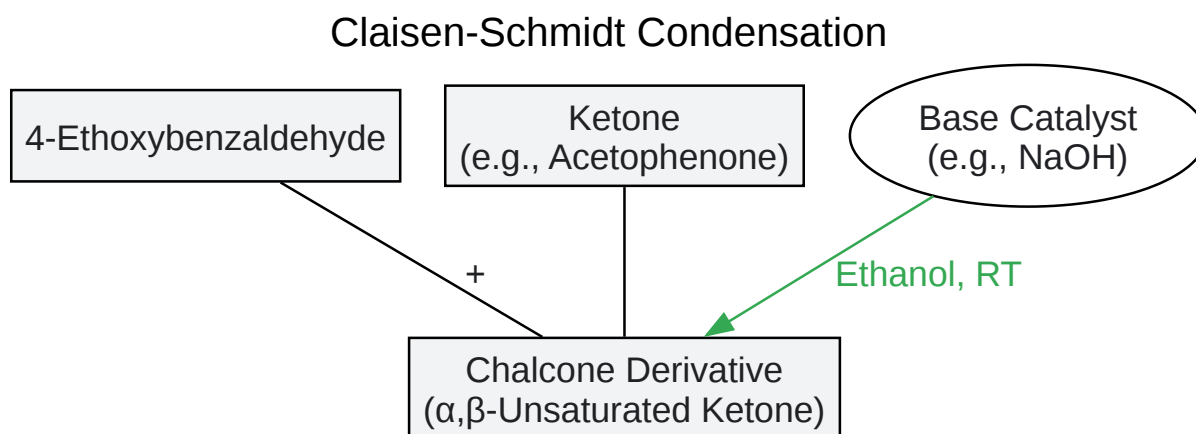 Claisen-Schmidt Condensation
4-Ethoxybenzaldehyde
Ketone
(e.g., Acetophenone)
Base Catalyst
(e.g., NaOH)
+
Ethanol, RT
Chalcone Derivative
(α,β-Unsaturated Ketone)